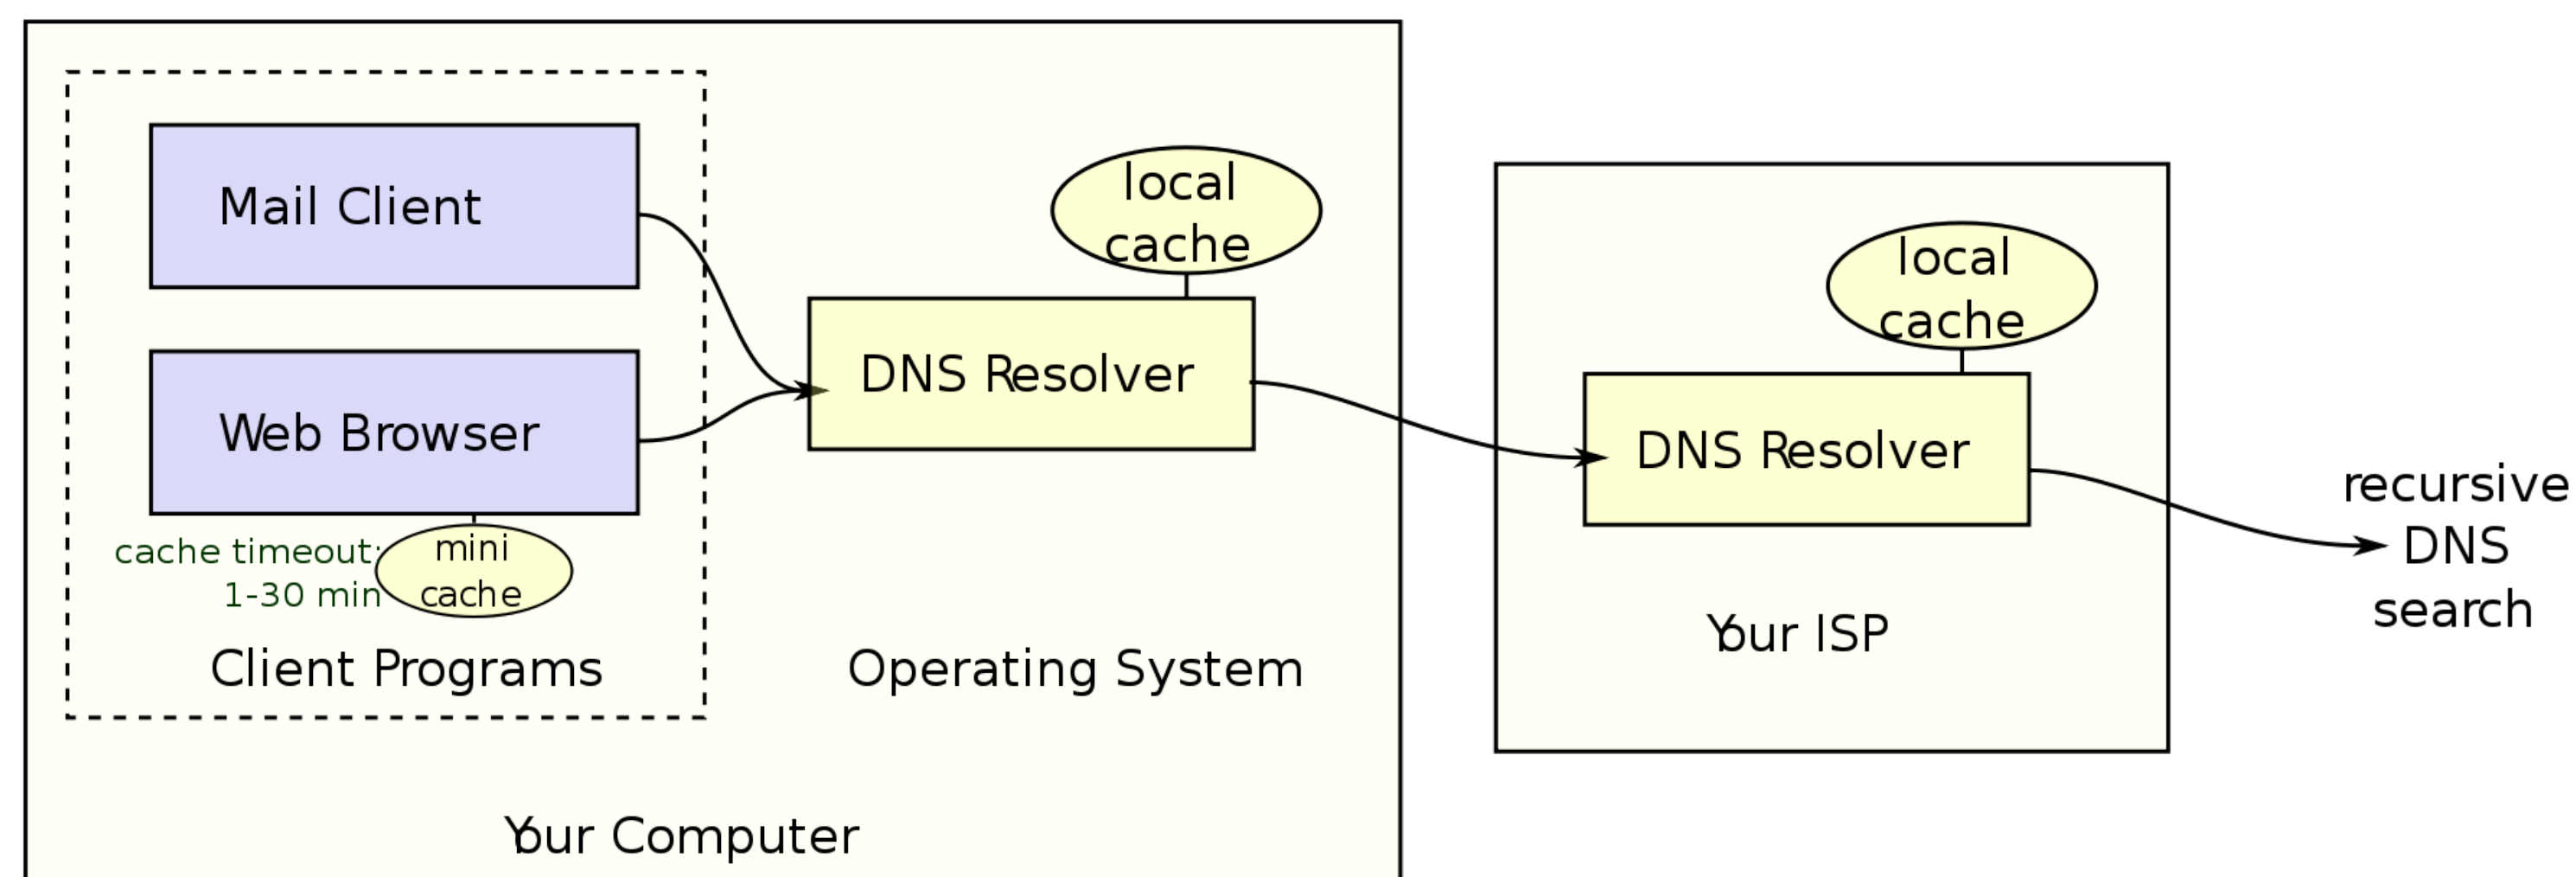 Mail Client
Web Browser
cache timeout:
1-30 min
mini
cache
Client Programs
local
cache
DNS Resolver
Operating System
Your Computer
local
cache
DNS Resolver
Your ISP
recursive
DNS
search